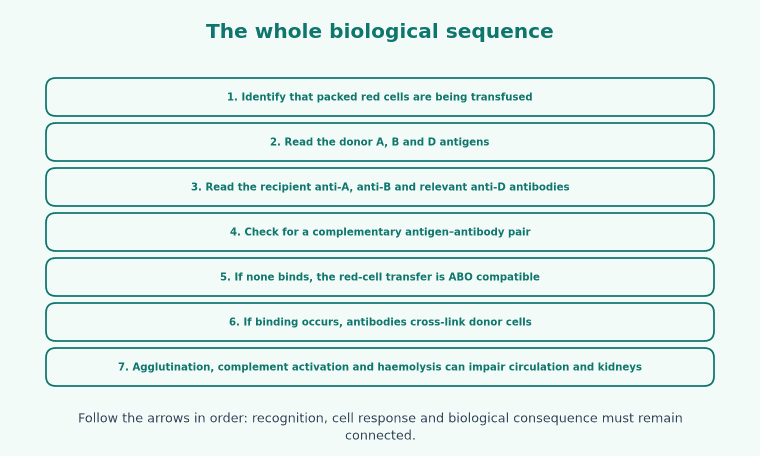 The whole biological sequence
1. Identify that packed red cells are being transfused
2. Read the donor A, B and D antigens
3. Read the recipient anti-A, anti-B and relevant anti-D antibodies
4. Check for a complementary antigen–antibody pair
5. If none binds, the red-cell transfer is ABO compatible
6. If binding occurs, antibodies cross-link donor cells
7. Agglutination, complement activation and haemolysis can impair circulation and kidneys
Follow the arrows in order: recognition, cell response and biological consequence must remain
connected.